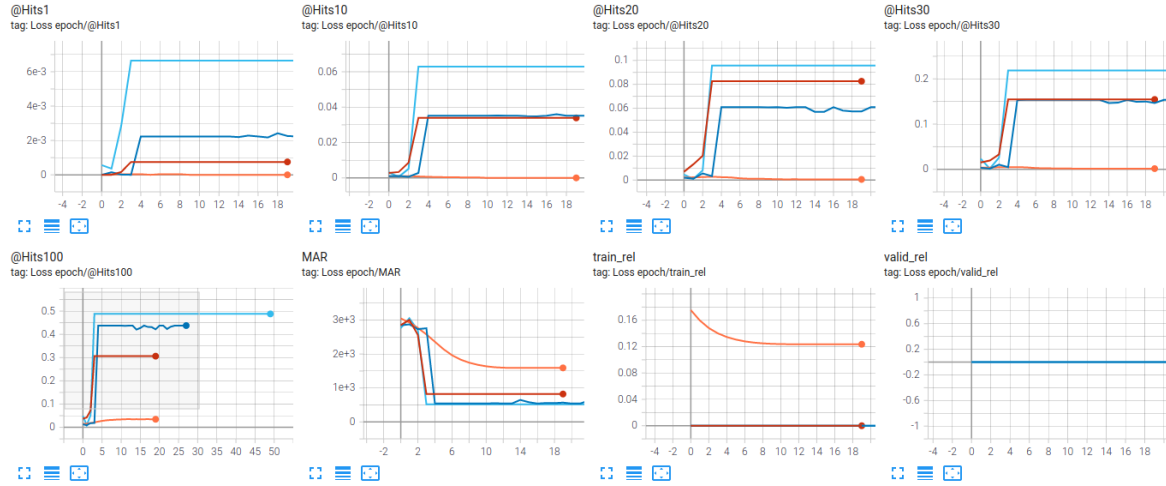 @Hits1
tag: Loss epoch/@Hits1
6e-3
4e-3
2e-3
0
-4 -2 0 2 4 6 8 10 12 14 16 18
@Hits10
tag: Loss epoch/@Hits10
0.06
0.04
0.02
0
-4 -2 0 2 4 6 8 10 12 14 16 18
@Hits20
tag: Loss epoch/@Hits20
0.1
0.08
0.06
0.04
0.02
0
-4 -2 0 2 4 6 8 10 12 14 16 18
@Hits30
tag: Loss epoch/@Hits30
0.2
0.1
0
-4 -2 0 2 4 6 8 10 12 14 16 18
@Hits100
tag: Loss epoch/@Hits100
0.5
0.4
0.3
0.2
0.1
0
0 5 10 15 20 25 30 35 40 45 50
MAR
tag: Loss epoch/MAR
3e+3
2e+3
1e+3
0
-2 2 6 10 14 18
train_rel
tag: Loss epoch/train_rel
0.16
0.12
0.08
0.04
0
-4 -2 0 2 4 6 8 10 12 14 16 18
valid_rel
tag: Loss epoch/valid_rel
1
0.6
0.2
-0.2
-0.6
-1
-4 -2 0 2 4 6 8 10 12 14 16 18